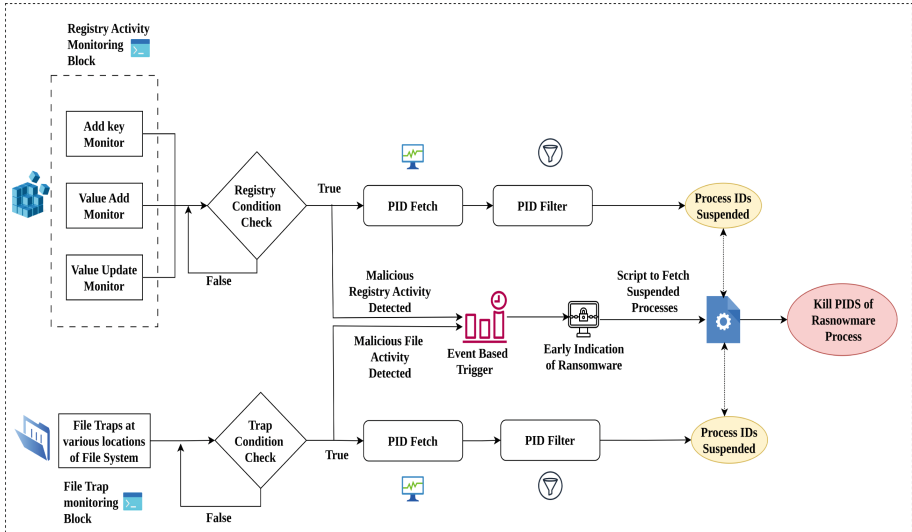 Registry Activity
Monitoring
Block
Add key
Monitor
Value Add
Monitor
Value Update
Monitor
Registry
Condition
Check
True
False
PID Fetch
PID Filter
Process IDs
Suspended
Malicious
Registry Activity
Detected
Malicious File
Activity
Detected
Event Based
Trigger
Early Indication
of Ransomware
Script to Fetch
Suspended
Processes
Kill PIDS of
Rasnowmare
Process
File Traps at
various locations
of File System
File Trap
monitoring
Block
Trap
Condition
Check
True
False
PID Fetch
PID Filter
Process IDs
Suspended